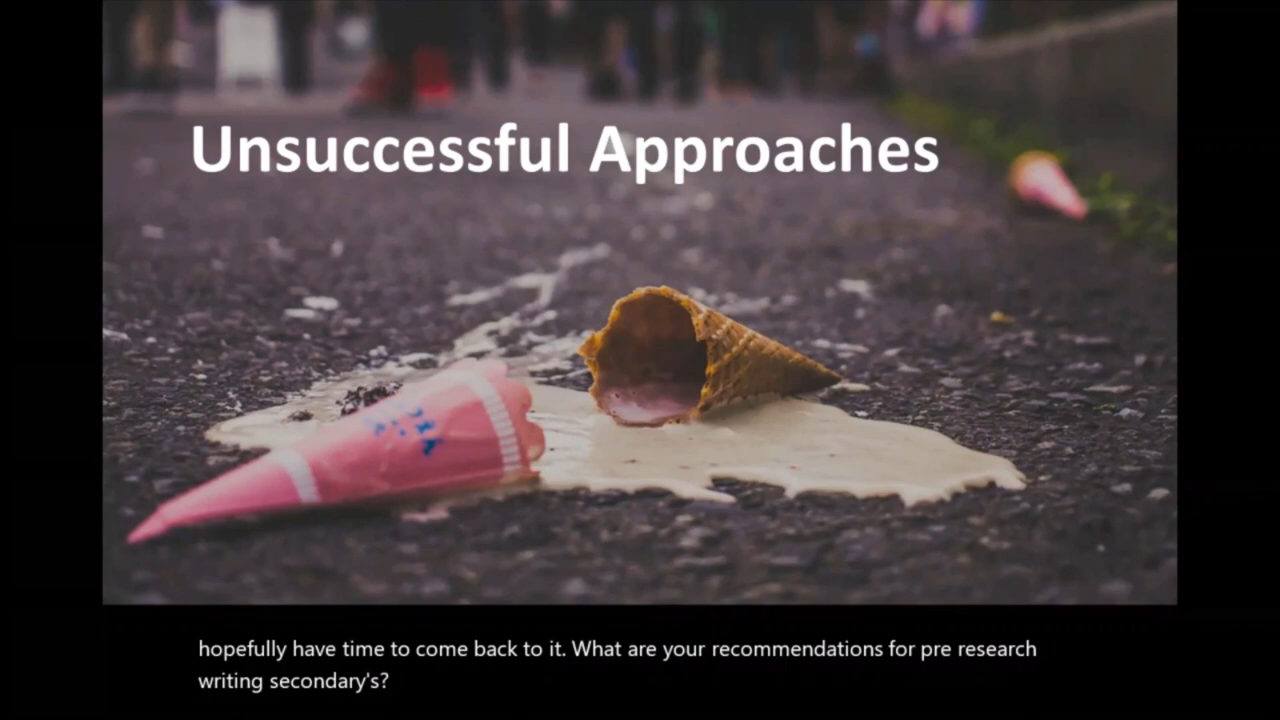 Unsuccessful Approaches
hopefully have time to come back to it. What are your recommendations for pre research
writing secondary's?